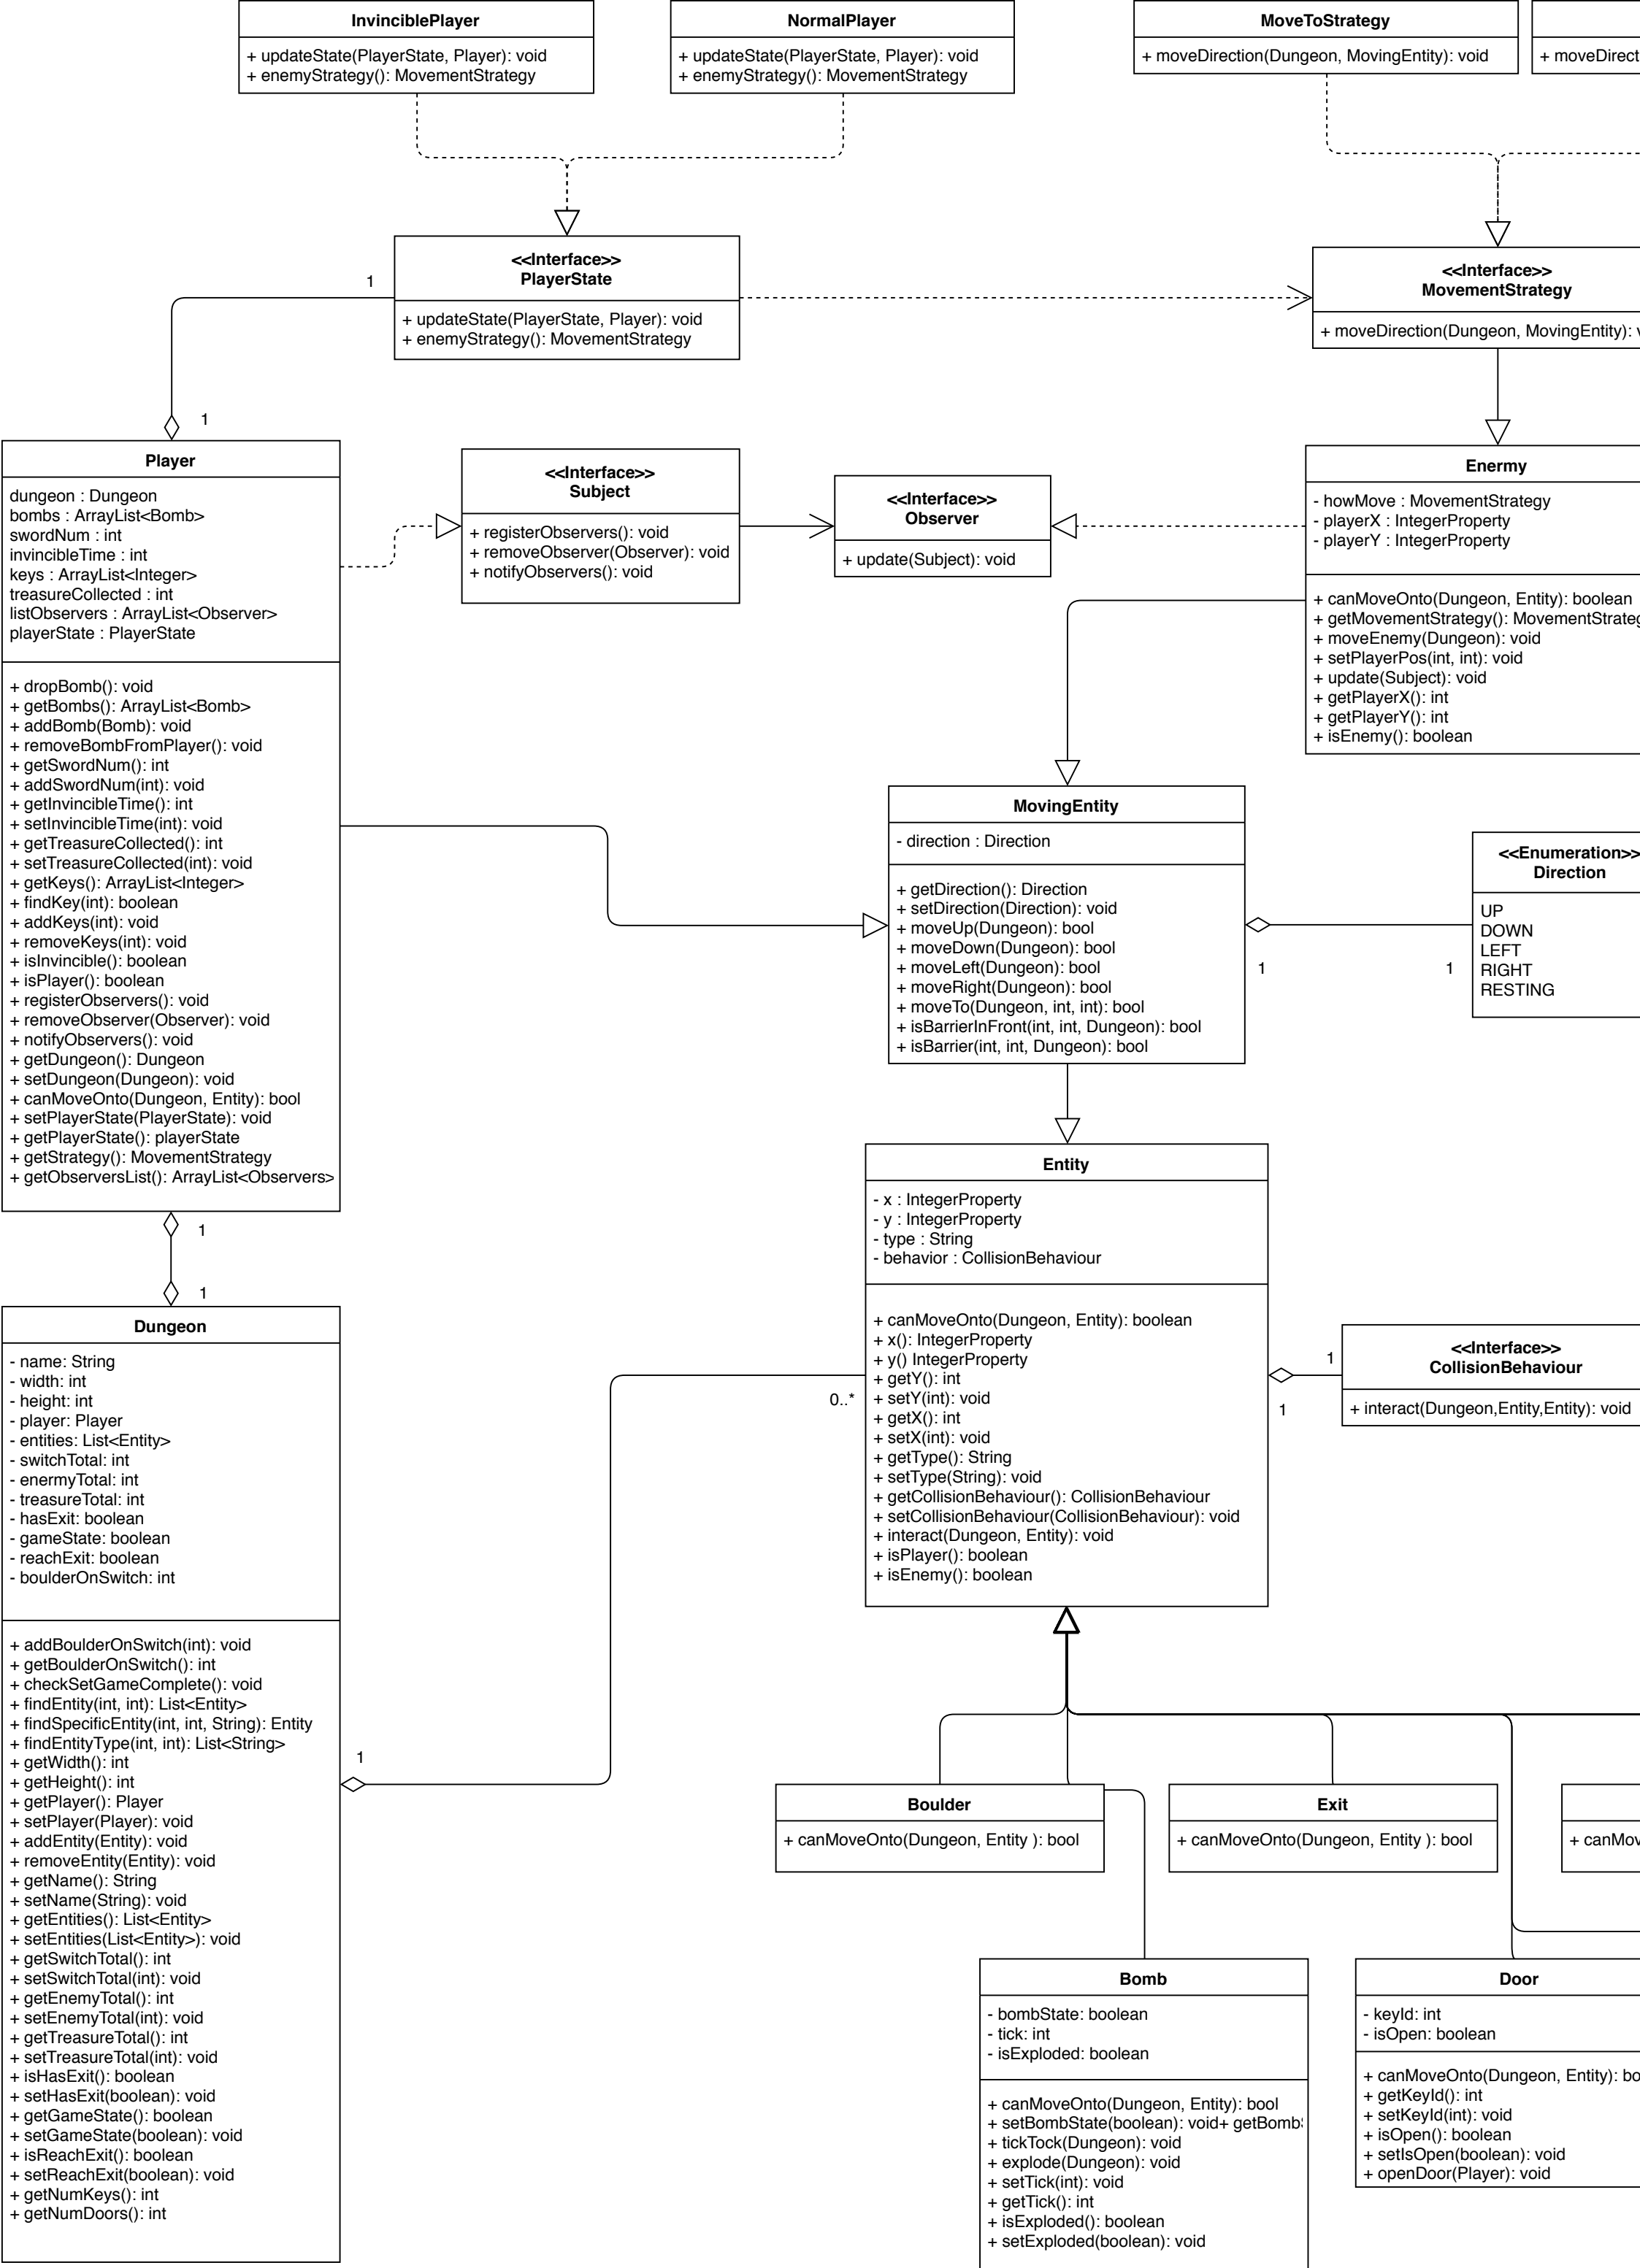 InvinciblePlayer
+ updateState(PlayerState, Player): void
+ enemyStrategy(): MovementStrategy
NormalPlayer
+ updateState(PlayerState, Player): void
+ enemyStrategy(): MovementStrategy
MoveToStrategy
+ moveDirection(Dungeon, MovingEntity): void
+ moveDirect
<<Interface>>
PlayerState
+ updateState(PlayerState, Player): void
+ enemyStrategy(): MovementStrategy
<<Interface>>
MovementStrategy
+ moveDirection(Dungeon, MovingEntity): v
1
1
Player
dungeon : Dungeon
bombs : ArrayList<Bomb>
swordNum : int
invincibleTime : int
keys : ArrayList<Integer>
treasureCollected : int
listObservers : ArrayList<Observer>
playerState : PlayerState
+ dropBomb(): void
+ getBombs(): ArrayList<Bomb>
+ addBomb(Bomb): void
+ removeBombFromPlayer(): void
+ getSwordNum(): int
+ addSwordNum(int): void
+ getInvincibleTime(): int
+ setInvincibleTime(int): void
+ getTreasureCollected(): int
+ setTreasureCollected(int): void
+ getKeys(): ArrayList<Integer>
+ findKey(int): boolean
+ addKeys(int): void
+ removeKeys(int): void
+ isInvincible(): boolean
+ isPlayer(): boolean
+ registerObservers(): void
+ removeObserver(Observer): void
+ notifyObservers(): void
+ getDungeon(): Dungeon
+ setDungeon(Dungeon): void
+ canMoveOnto(Dungeon, Entity): bool
+ setPlayerState(PlayerState): void
+ getPlayerState(): playerState
+ getStrategy(): MovementStrategy
+ getObserversList(): ArrayList<Observers>
<<Interface>>
Subject
+ registerObservers(): void
+ removeObserver(Observer): void
+ notifyObservers(): void
<<Interface>>
Observer
+ update(Subject): void
Enermy
- howMove : MovementStrategy
- playerX : IntegerProperty
- playerY : IntegerProperty
+ canMoveOnto(Dungeon, Entity): boolean
+ getMovementStrategy(): MovementStrateg
+ moveEnemy(Dungeon): void
+ setPlayerPos(int, int): void
+ update(Subject): void
+ getPlayerX(): int
+ getPlayerY(): int
+ isEnemy(): boolean
MovingEntity
- direction : Direction
+ getDirection(): Direction
+ setDirection(Direction): void
+ moveUp(Dungeon): bool
+ moveDown(Dungeon): bool
+ moveLeft(Dungeon): bool
+ moveRight(Dungeon): bool
+ moveTo(Dungeon, int, int): bool
+ isBarrierInFront(int, int, Dungeon): bool
+ isBarrier(int, int, Dungeon): bool
1
1
<<Enumeration>>
Direction
UP
DOWN
LEFT
RIGHT
RESTING
Entity
- x : IntegerProperty
- y : IntegerProperty
- type : String
- behavior : CollisionBehaviour
+ canMoveOnto(Dungeon, Entity): boolean
+ x(): IntegerProperty
+ y() IntegerProperty
+ getY(): int
+ setY(int): void
+ getX(): int
+ setX(int): void
+ getType(): String
+ setType(String): void
+ getCollisionBehaviour(): CollisionBehaviour
+ setCollisionBehaviour(CollisionBehaviour): void
+ interact(Dungeon, Entity): void
+ isPlayer(): boolean
+ isEnemy(): boolean
1
1
<<Interface>>
CollisionBehaviour
+ interact(Dungeon,Entity,Entity): void
1
1
0..*
1
Dungeon
- name: String
- width: int
- height: int
- player: Player
- entities: List<Entity>
- switchTotal: int
- enermyTotal: int
- treasureTotal: int
- hasExit: boolean
- gameState: boolean
- reachExit: boolean
- boulderOnSwitch: int
+ addBoulderOnSwitch(int): void
+ getBoulderOnSwitch(): int
+ checkSetGameComplete(): void
+ findEntity(int, int): List<Entity>
+ findSpecificEntity(int, int, String): Entity
+ findEntityType(int, int): List<String>
+ getWidth(): int
+ getHeight(): int
+ getPlayer(): Player
+ setPlayer(Player): void
+ addEntity(Entity): void
+ removeEntity(Entity): void
+ getName(): String
+ setName(String): void
+ getEntities(): List<Entity>
+ setEntities(List<Entity>): void
+ getSwitchTotal(): int
+ setSwitchTotal(int): void
+ getEnemyTotal(): int
+ setEnemyTotal(int): void
+ getTreasureTotal(): int
+ setTreasureTotal(int): void
+ isHasExit(): boolean
+ setHasExit(boolean): void
+ getGameState(): boolean
+ setGameState(boolean): void
+ isReachExit(): boolean
+ setReachExit(boolean): void
+ getNumKeys(): int
+ getNumDoors(): int
Boulder
+ canMoveOnto(Dungeon, Entity ): bool
Exit
+ canMoveOnto(Dungeon, Entity ): bool
+ canMov
Bomb
- bombState: boolean
- tick: int
- isExploded: boolean
+ canMoveOnto(Dungeon, Entity): bool
+ setBombState(boolean): void+ getBomb
+ tickTock(Dungeon): void
+ explode(Dungeon): void
+ setTick(int): void
+ getTick(): int
+ isExploded(): boolean
+ setExploded(boolean): void
Door
- keyId: int
- isOpen: boolean
+ canMoveOnto(Dungeon, Entity): bo
+ getKeyId(): int
+ setKeyId(int): void
+ isOpen(): boolean
+ setIsOpen(boolean): void
+ openDoor(Player): void